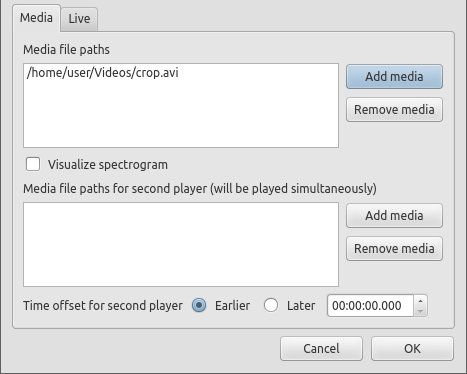 Media Live
Media file paths
/home/user/Videos/crop.avi
Add media
Remove media
Visualize spectrogram
Media file paths for second player (will be played simultaneously)
Add media
Remove media
Time offset for second player Earlier Later 00:00:00.000
Cancel OK